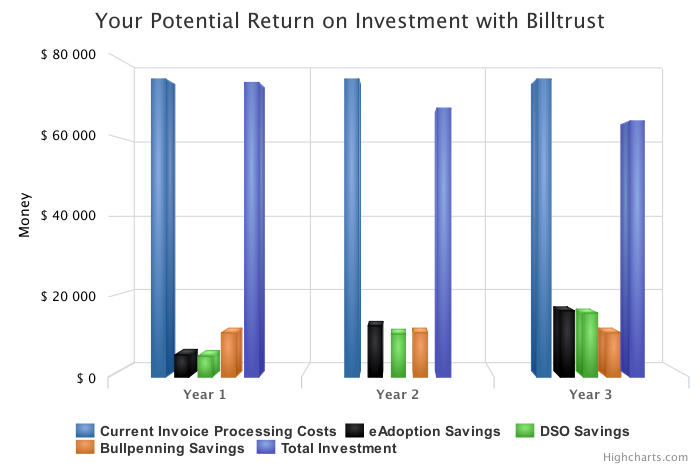 Your Potential Return on Investment with Billtrust
$ 80 000
$ 60 000
$ 40 000
$ 20 000
$ 0
Money
Year 1
Year 2
Year 3
Current Invoice Processing Costs
eAdoption Savings
DSO Savings
Bullpenning Savings
Total Investment
Highcharts.com